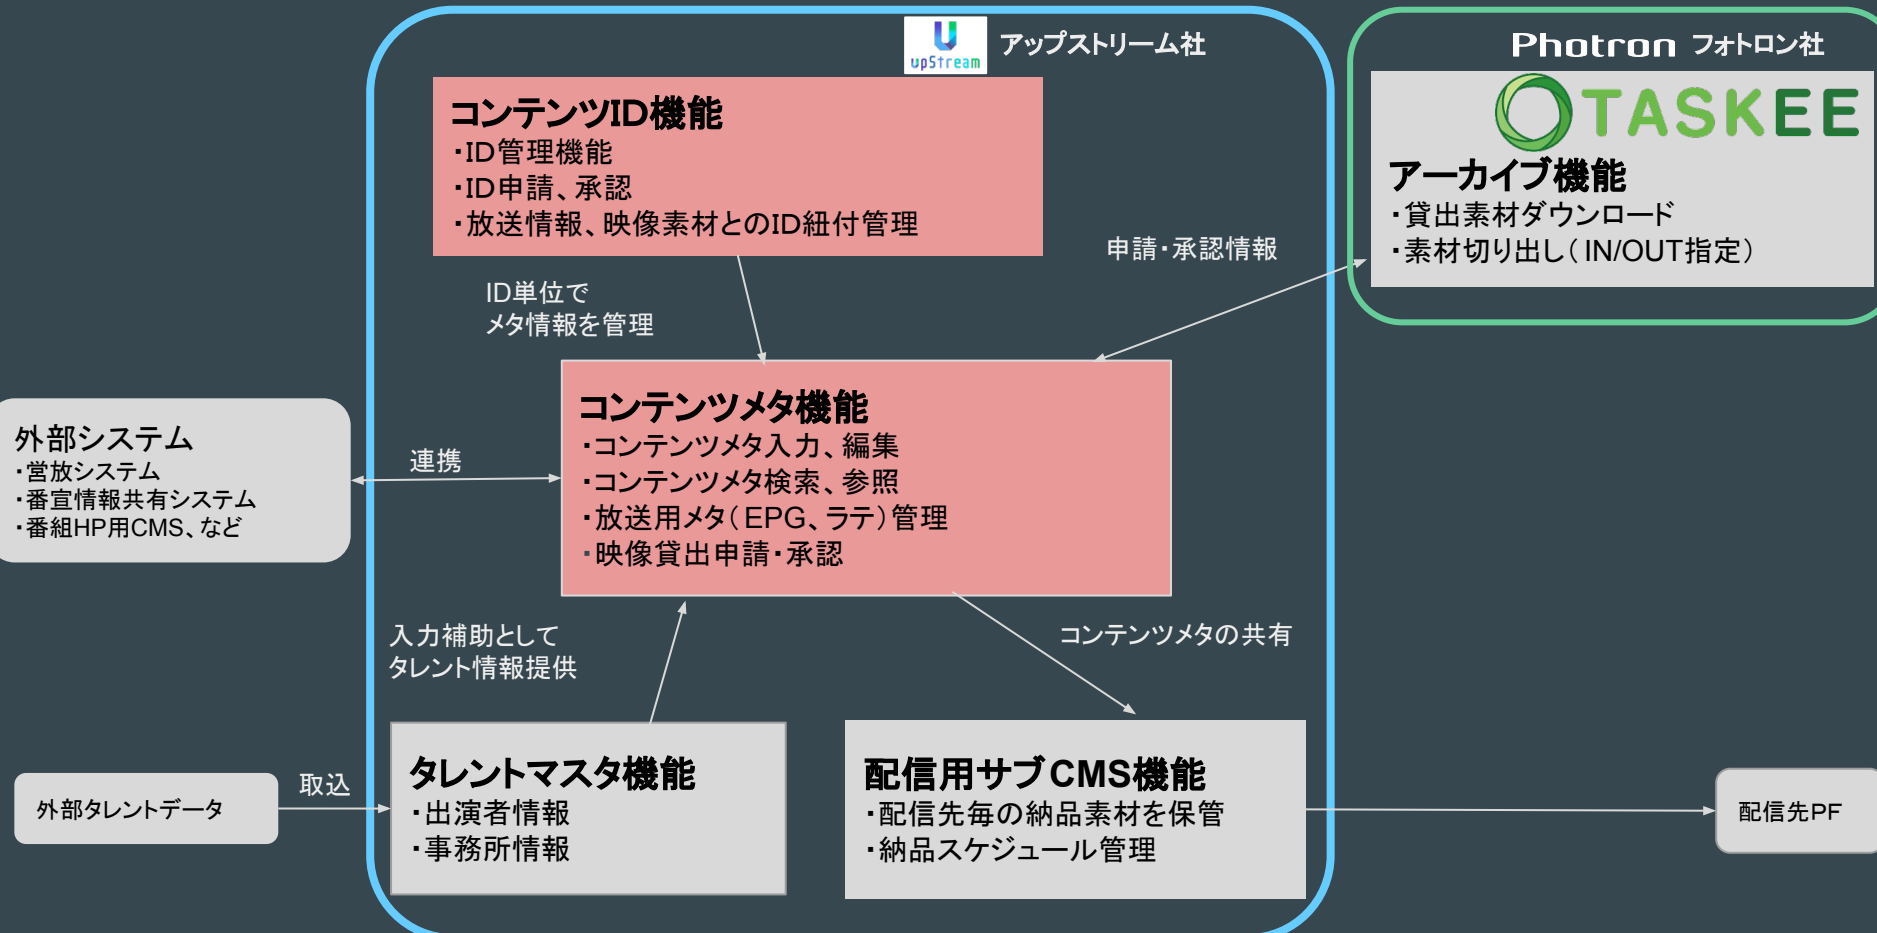 upStream
アップストリーム社
コンテンツID機能
・ID管理機能
・ID申請、承認
・放送情報、映像素材とのID紐付管理
Photron フォトロン社
TASKEE
アーカイブ機能
・貸出素材ダウンロード
・素材切り出し(IN/OUT指定)
申請・承認情報
ID単位で
メタ情報を管理
コンテンツメタ機能
・コンテンツメタ入力、編集
・コンテンツメタ検索、参照
・放送用メタ(EPG、ラテ)管理
・映像貸出申請・承認
外部システム
・営放システム
・番宣情報共有システム
・番組HP用CMS、など
連携
入力補助として
タレント情報提供
コンテンツメタの共有
外部タレントデータ
取込
タレントマスタ機能
・出演者情報
・事務所情報
配信用サブCMS機能
・配信先毎の納品素材を保管
・納品スケジュール管理
配信先PF